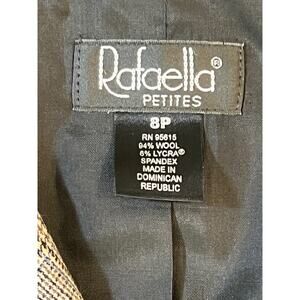 Rafaella®
PETITES
8P
RN 95615
94% WOOL
6% LYCRA®
SPANDEX
MADE IN
DOMINICAN
REPUBLIC